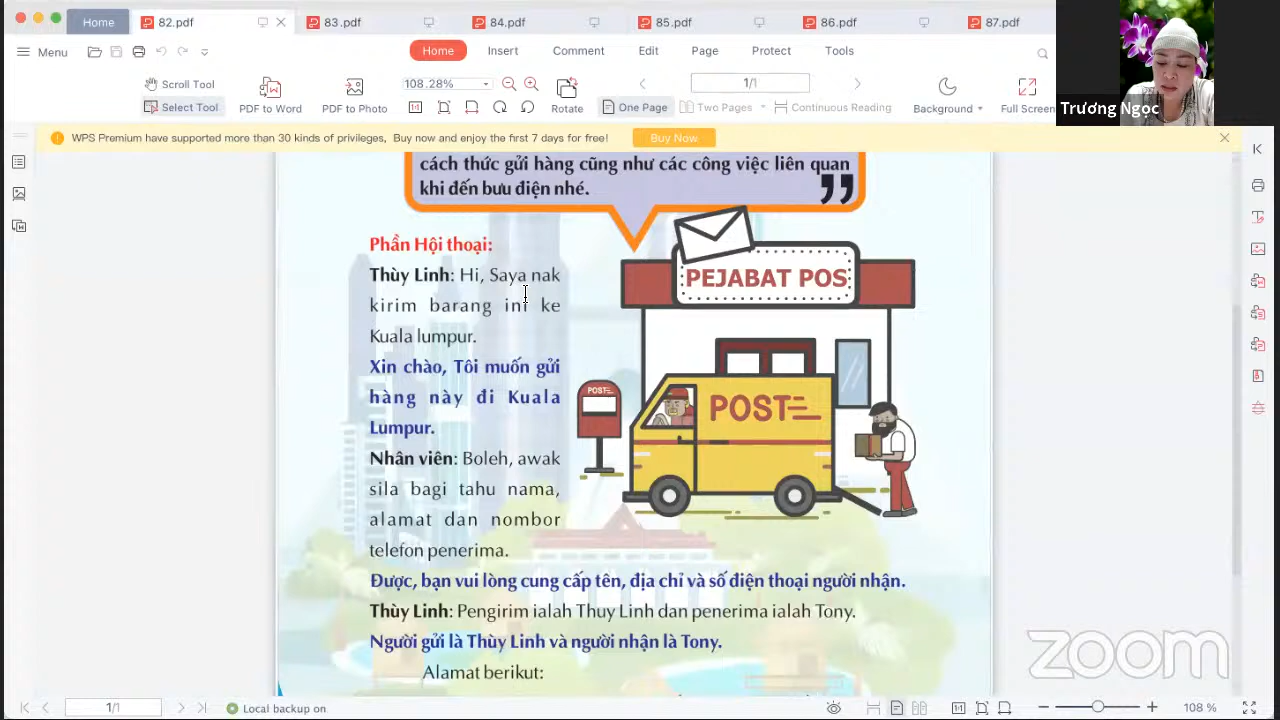 Home 82.pdf 83.pdf 84.pdf 85.pdf 86.pdf 87.pdf
Menu Home Insert Comment Edit Page Protect Tools
Scroll Tool
Select Tool PDF to Word PDF to Photo 108.28% Rotate 1/1 One Page Two Pages Continuous Reading Background Full Screen
Trương Ngọc
WPS Premium have supported more than 30 kinds of privileges, Buy now and enjoy the first 7 days for free! Buy Now
cách thức gửi hàng cũng như các công việc liên quan
khi đến bưu điện nhé.
Phần Hội thoại:
Thùy Linh: Hi, Saya nak
kirim barang ini ke
Kuala lumpur.
Xin chào, Tôi muốn gửi
hàng này đi Kuala
Lumpur.
Nhân viên: Boleh, awak
sila bagi tahu nama,
alamat dan nombor
telefon penerima.
PEJABAT POS
POST
POST
Được, bạn vui lòng cung cấp tên, địa chỉ và số điện thoại người nhận.
Thùy Linh: Pengirim ialah Thuy Linh dan penerima ialah Tony.
Người gửi là Thùy Linh và người nhận là Tony.
Alamat berikut:
zoom
1/1 Local backup on 108 %